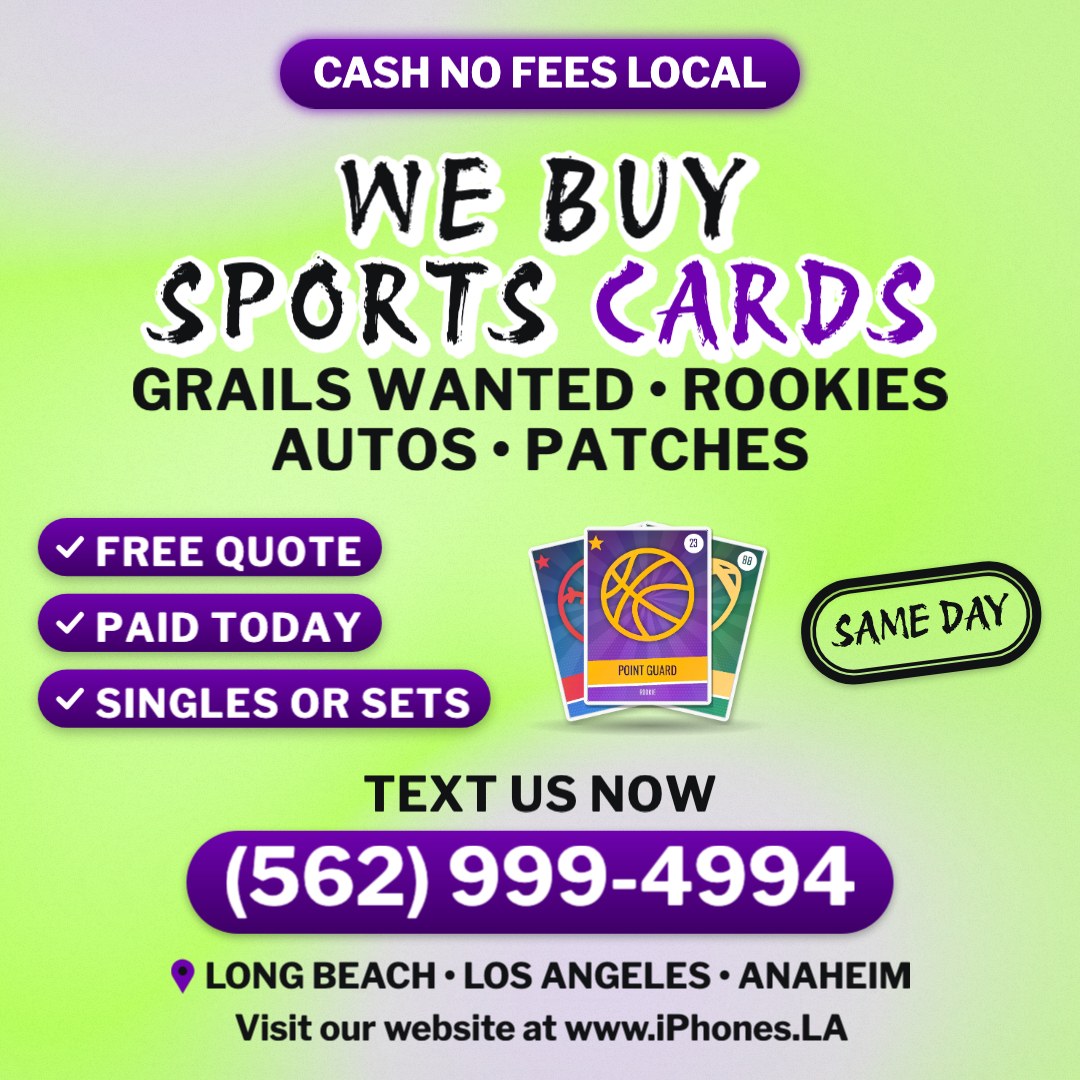 CASH NO FEES LOCAL
WE BUY
SPORTS CARDS
GRAILS WANTED • ROOKIES
AUTOS • PATCHES
FREE QUOTE
PAID TODAY
SINGLES OR SETS
23
88
POINT GUARD
ROOKIE
SAME DAY
TEXT US NOW
(562) 999-4994
LONG BEACH • LOS ANGELES • ANAHEIM
Visit our website at www.iPhones.LA